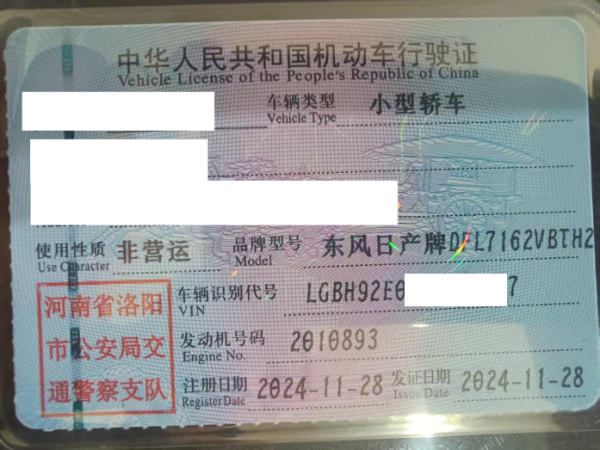 中华人民共和国机动车行驶证
Vehicle License of the People's Republic of China
车辆类型 小型轿车
Vehicle Type
使用性质 非营运 品牌型号 东风日产牌DFL7162VBTH2
Use Character Model
河南省洛阳
市公安局交
通警察支队
车辆识别代号 LGBH92E0 7
VIN
发动机号码 2010893
Engine No.
注册日期 2024-11-28 发证日期 2024-11-28
Register Date Issue Date